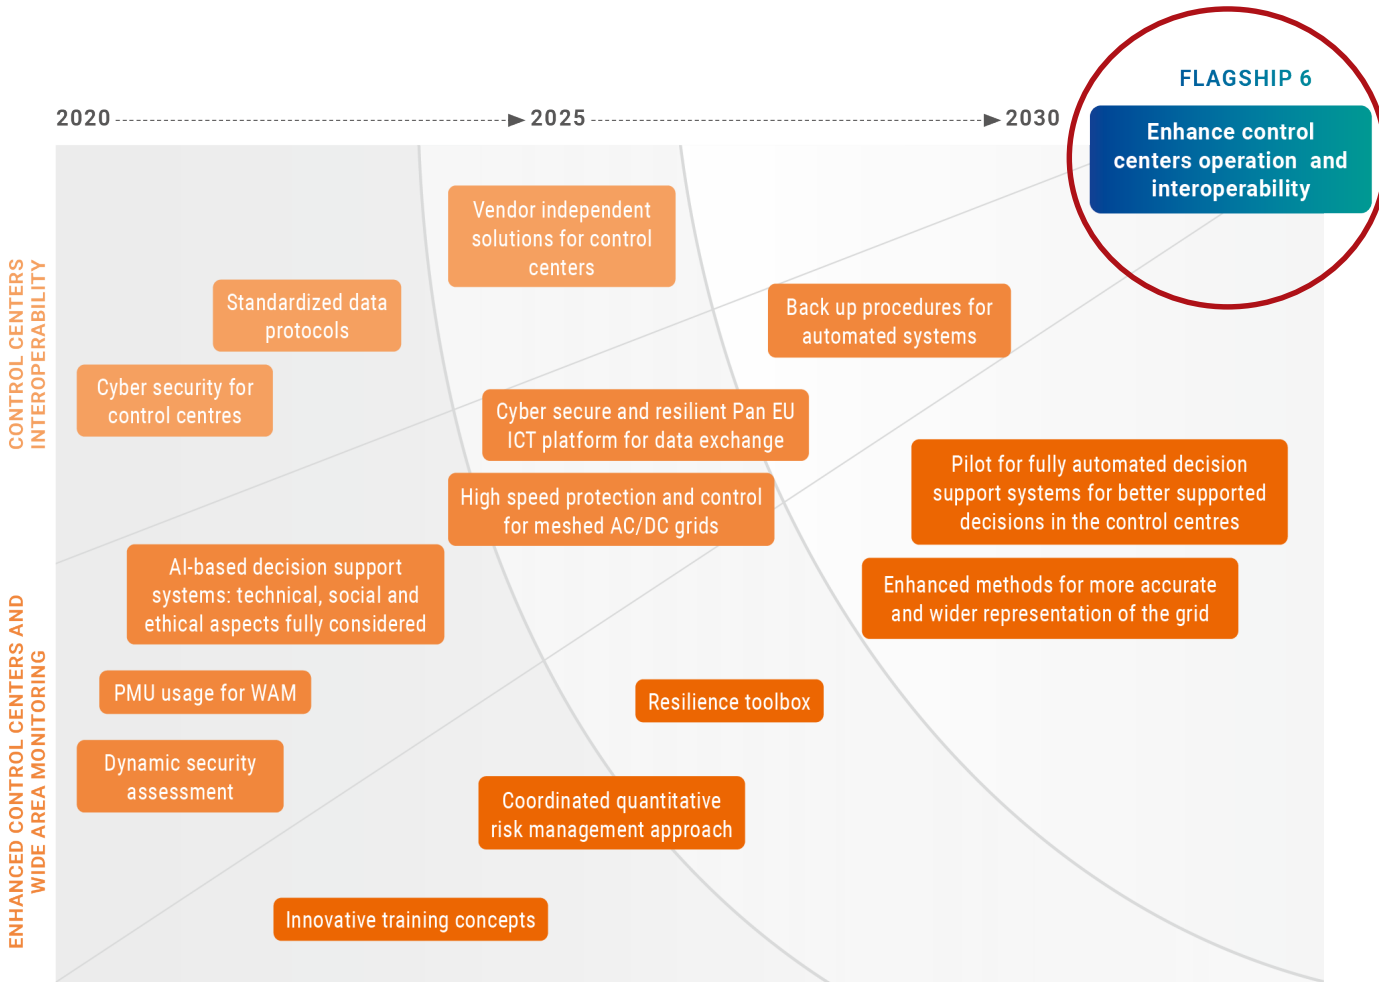 FLAGSHIP 6
Enhance control
centers operation and
interoperability
2020
2025
2030
CONTROL CENTERS
INTEROPERABILITY
Vendor independent
solutions for control
centers
Standardized data
protocols
Cyber security for
control centres
Back up procedures for
automated systems
Cyber secure and resilient Pan EU
ICT platform for data exchange
High speed protection and control
for meshed AC/DC grids
Pilot for fully automated decision
support systems for better supported
decisions in the control centres
Enhanced methods for more accurate
and wider representation of the grid
ENHANCED CONTROL CENTERS AND
WIDE AREA MONITORING
AI-based decision support
systems: technical, social and
ethical aspects fully considered
PMU usage for WAM
Dynamic security
assessment
Resilience toolbox
Coordinated quantitative
risk management approach
Innovative training concepts